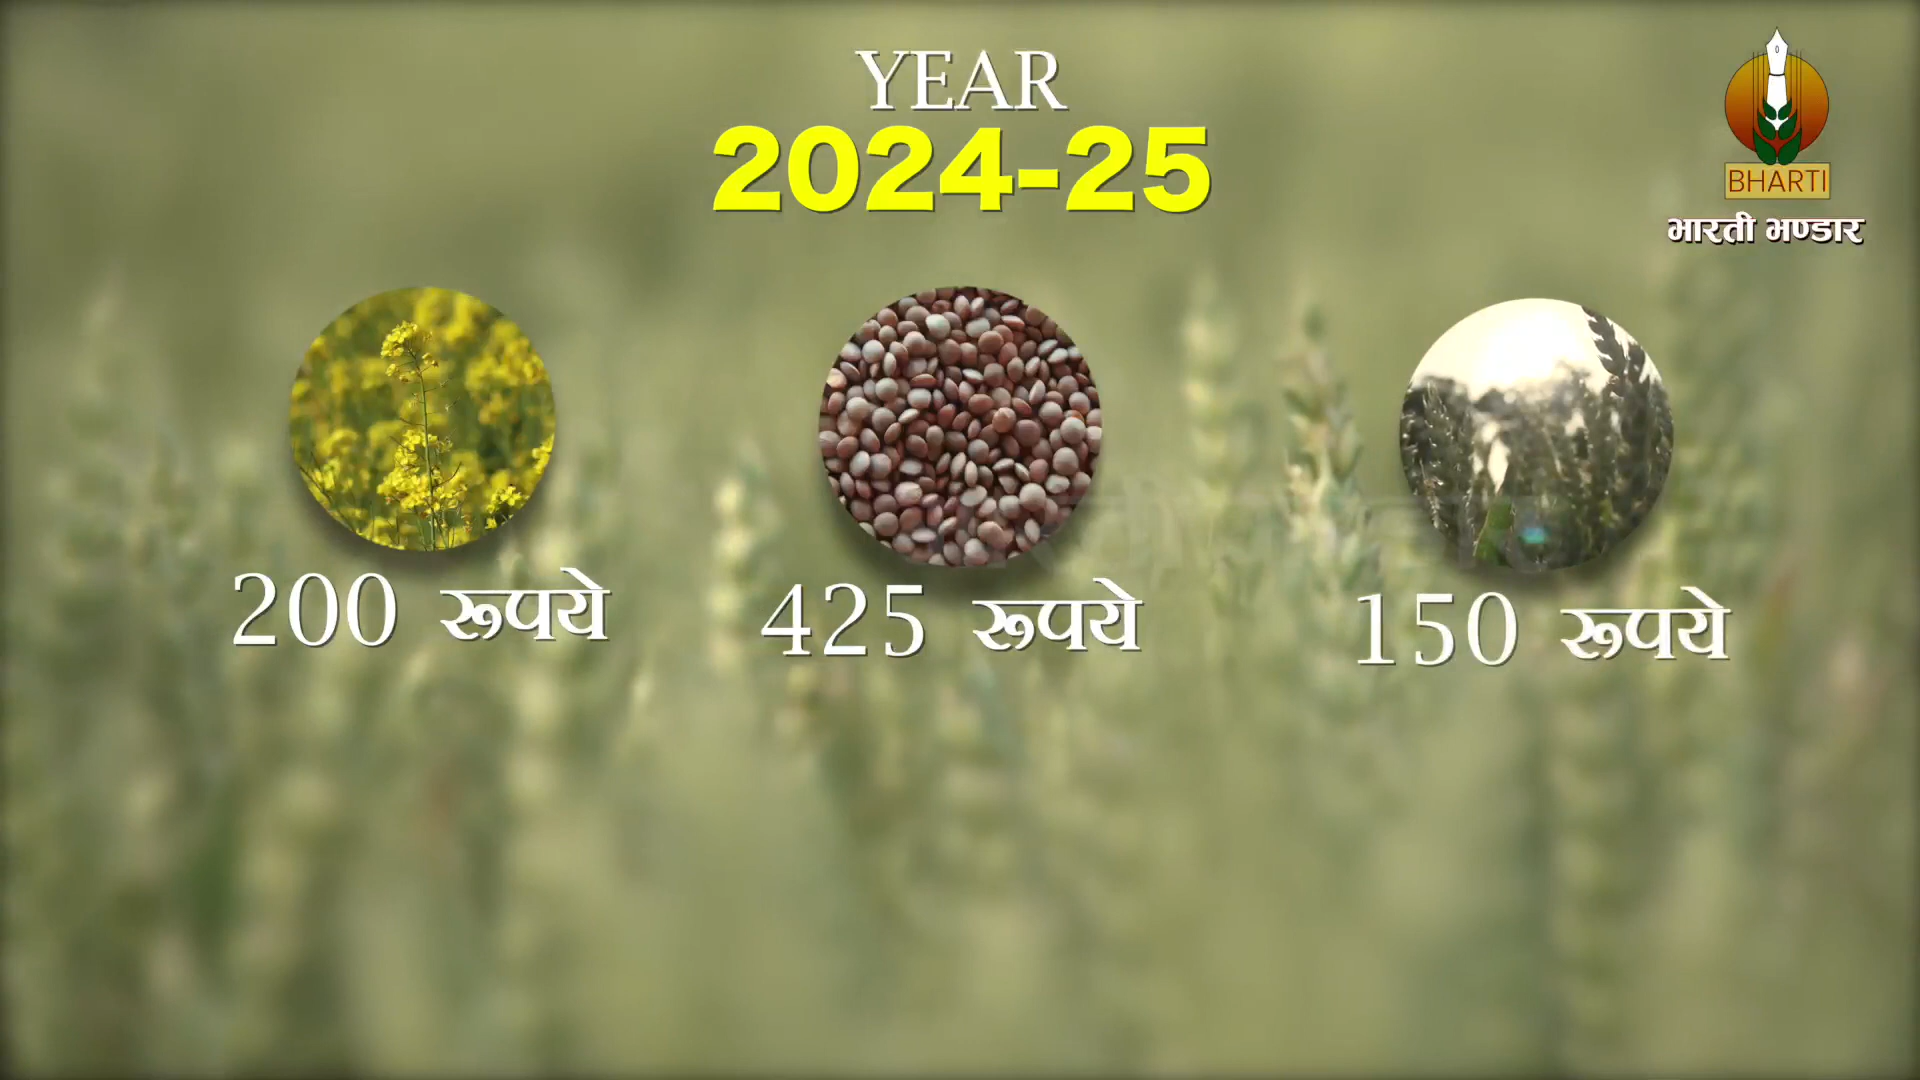 YEAR
2024-25
BHARTI
भारती भण्डार
200 रूपये
425 रूपये
150 रूपये